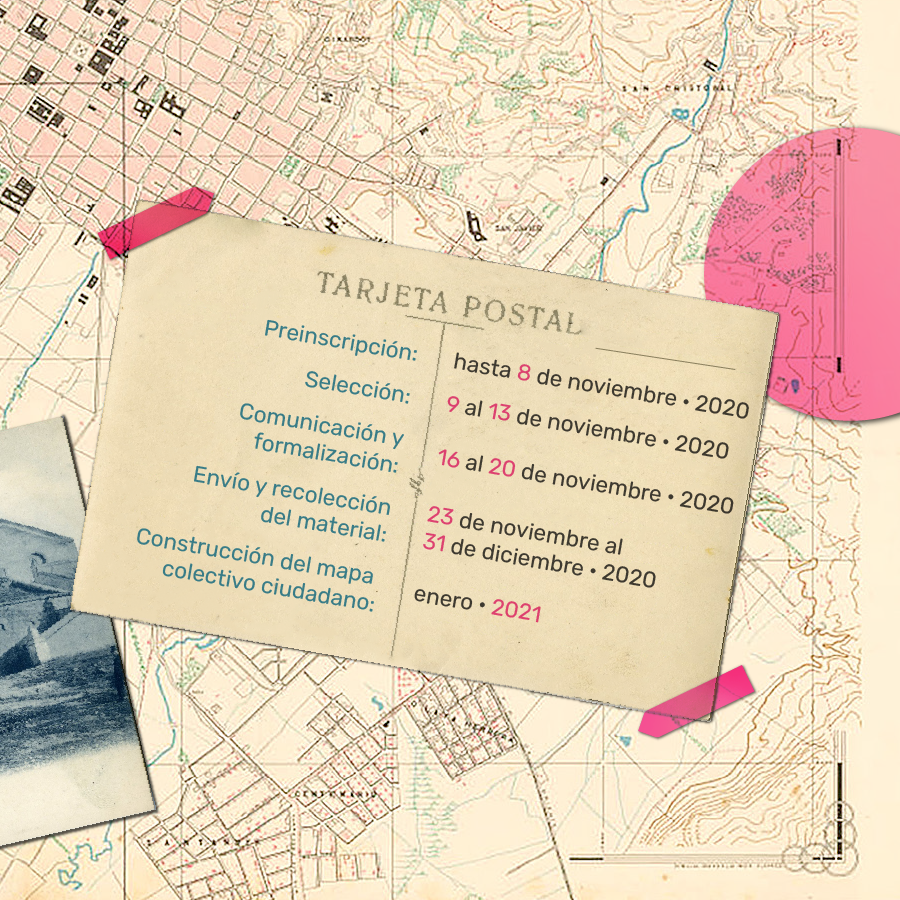 GIRARDOT
SAN CRISTOBAL
SAN JAVIER
TARJETA POSTAL
Preinscripción:
hasta 8 de noviembre • 2020
Selección:
9 al 13 de noviembre • 2020
Comunicación y
formalización:
16 al 20 de noviembre • 2020
Envío y recolección
del material:
23 de noviembre al
31 de diciembre • 2020
Construcción del mapa
colectivo ciudadano:
enero • 2021
OLAYA HERRERA
CENTENARIO
SANTANDER